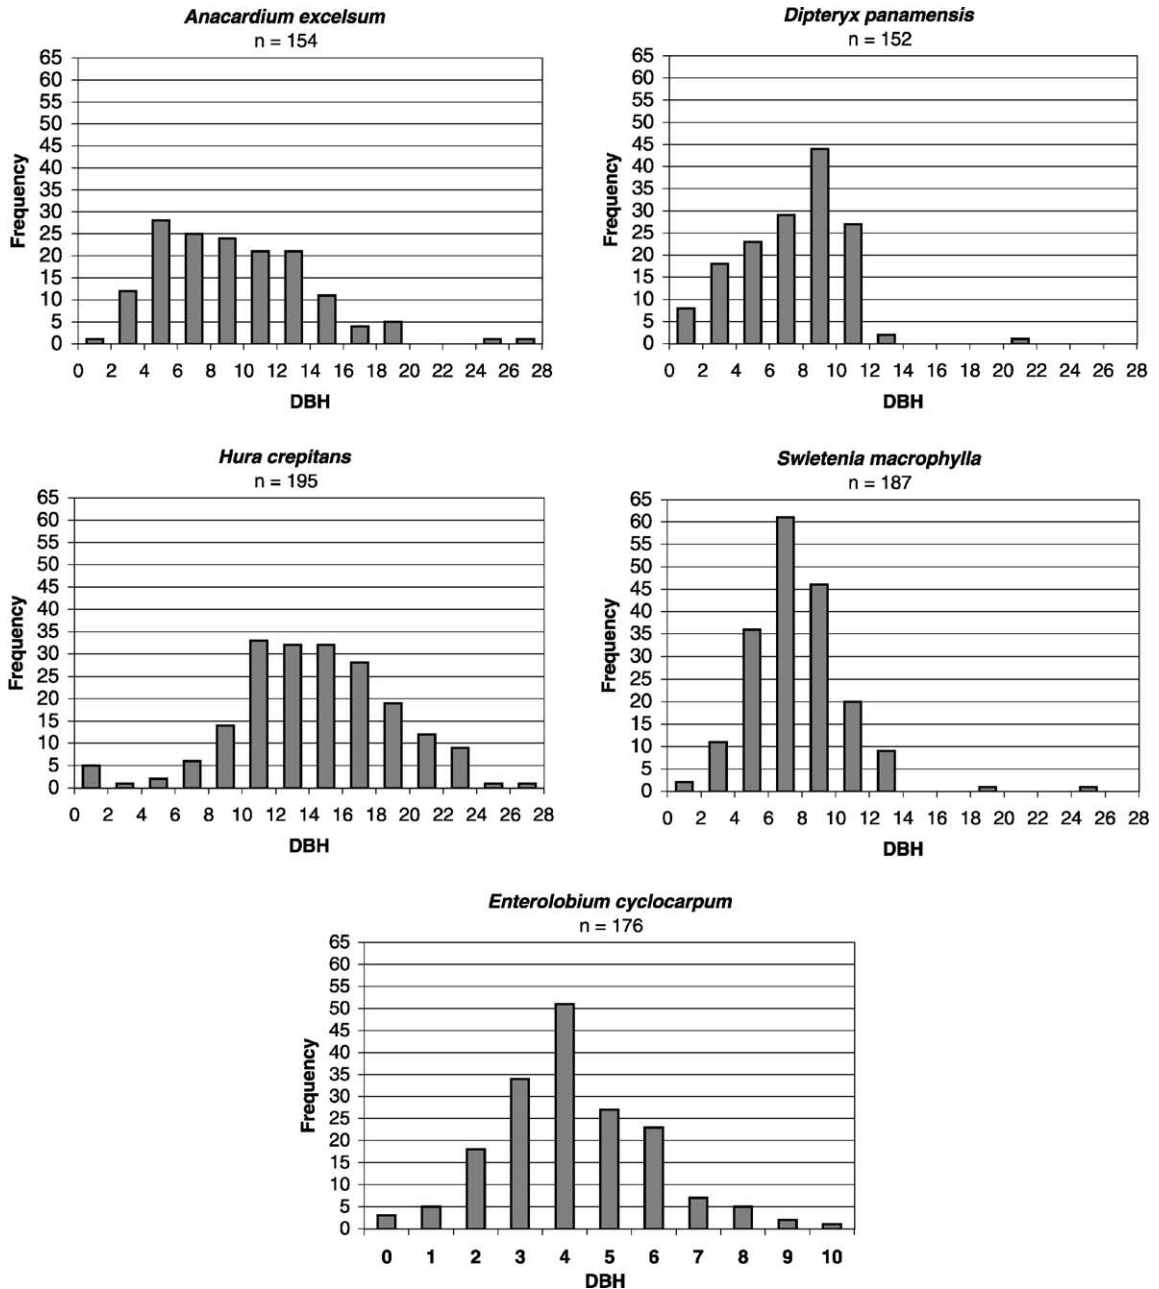 Anacardium excelsum
n = 154
65
60
55
50
45
40
35
30
25
20
15
10
5
0
Frequency
0 2 4 6 8 10 12 14 16 18 20 22 24 26 28
DBH
Dipteryx panamensis
n = 152
65
60
55
50
45
40
35
30
25
20
15
10
5
0
Frequency
0 2 4 6 8 10 12 14 16 18 20 22 24 26 28
DBH
Hura crepitans
n = 195
65
60
55
50
45
40
35
30
25
20
15
10
5
0
Frequency
0 2 4 6 8 10 12 14 16 18 20 22 24 26 28
DBH
Swietenia macrophylla
n = 187
65
60
55
50
45
40
35
30
25
20
15
10
5
0
Frequency
0 2 4 6 8 10 12 14 16 18 20 22 24 26 28
DBH
Enterolobium cyclocarpum
n = 176
65
60
55
50
45
40
35
30
25
20
15
10
5
0
Frequency
0 1 2 3 4 5 6 7 8 9 10
DBH